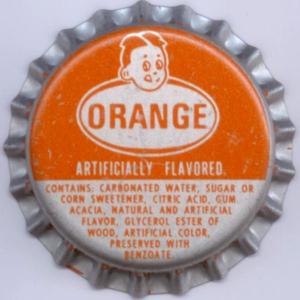 ORANGE
ARTIFICIALLY FLAVORED.
CONTAINS: CARBONATED WATER, SUGAR OR
CORN SWEETENER, CITRIC ACID, GUM
ACACIA, NATURAL AND ARTIFICIAL
FLAVOR, GLYCEROL ESTER OF
WOOD, ARTIFICIAL COLOR,
PRESERVED WITH
BENZOATE.